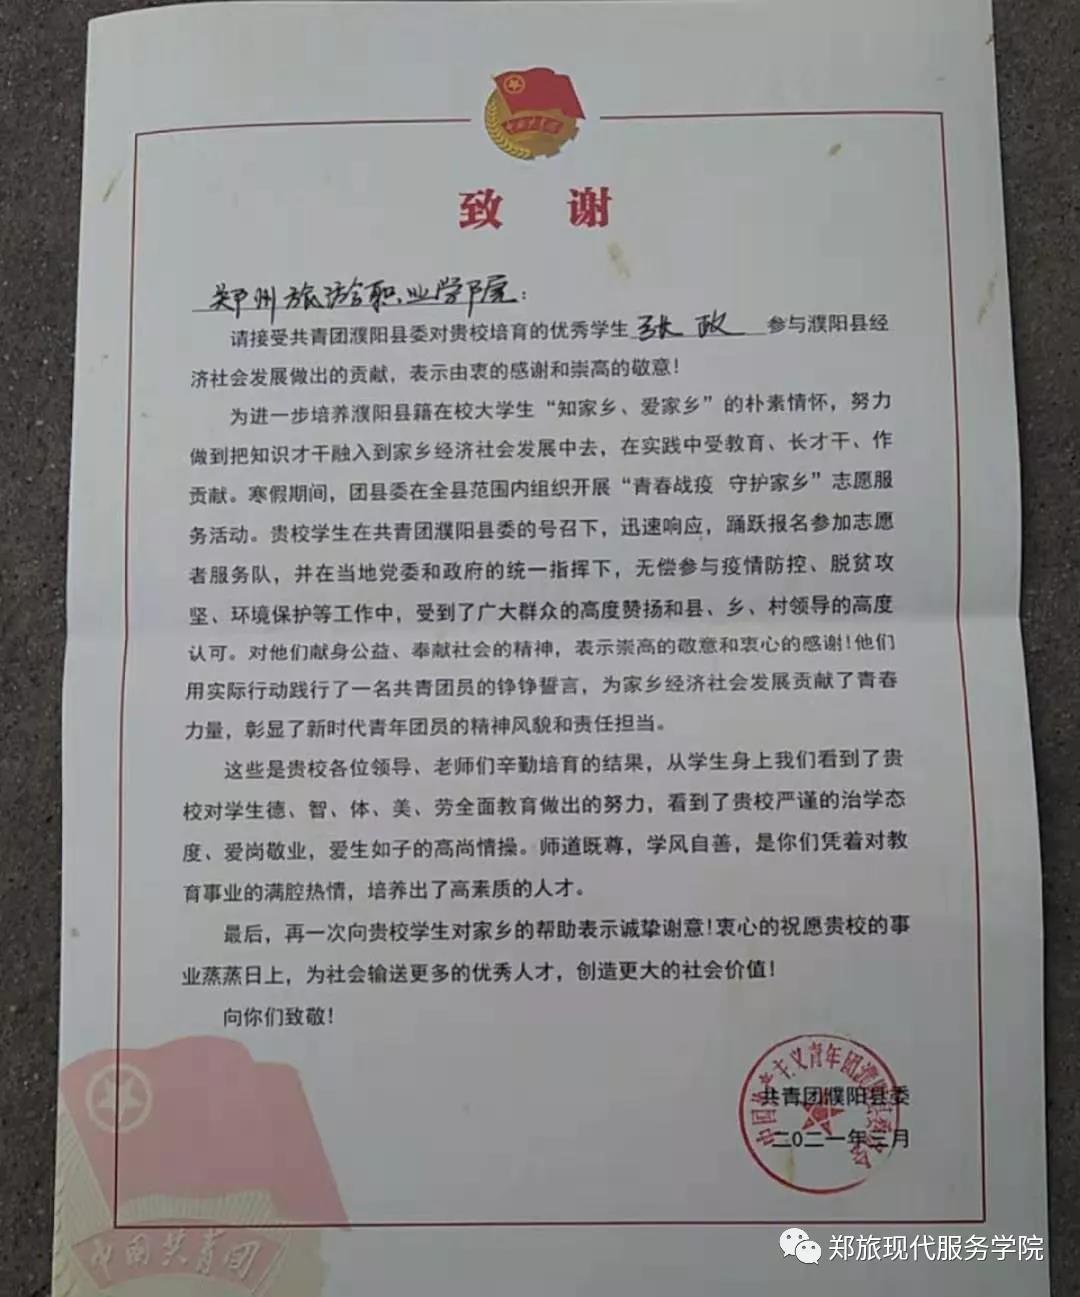 致 谢
郑州旅游职业学院：
请接受共青团濮阳县委对贵校培育的优秀学生 张政 参与濮阳县经
济社会发展做出的贡献，表示由衷的感谢和崇高的敬意！
为进一步培养濮阳县籍在校大学生“知家乡、爱家乡”的朴素情怀，努力
做到把知识才干融入到家乡经济社会发展中去，在实践中受教育、长才干、作
贡献。寒假期间，团县委在全县范围内组织开展“青春战疫 守护家乡”志愿服
务活动。贵校学生在共青团濮阳县委的号召下，迅速响应，踊跃报名参加志愿
者服务队，并在当地党委和政府的统一指挥下，无偿参与疫情防控、脱贫攻
坚、环境保护等工作中，受到了广大群众的高度赞扬和县、乡、村领导的高度
认可。对他们献身公益、奉献社会的精神，表示崇高的敬意和衷心的感谢！他们
用实际行动践行了一名共青团员的铮铮誓言，为家乡经济社会发展贡献了青春
力量，彰显了新时代青年团员的精神风貌和责任担当。
这些是贵校各位领导、老师们辛勤培育的结果，从学生身上我们看到了贵
校对学生德、智、体、美、劳全面教育做出的努力，看到了贵校严谨的治学态
度、爱岗敬业，爱生如子的高尚情操。师道既尊，学风自善，是你们凭着对教
育事业的满腔热情，培养出了高素质的人才。
最后，再一次向贵校学生对家乡的帮助表示诚挚谢意！衷心的祝愿贵校的事
业蒸蒸日上，为社会输送更多的优秀人才，创造更大的社会价值！
向你们致敬！
共青团濮阳县委
二〇二一年三月
中国共青团
郑旅现代服务学院